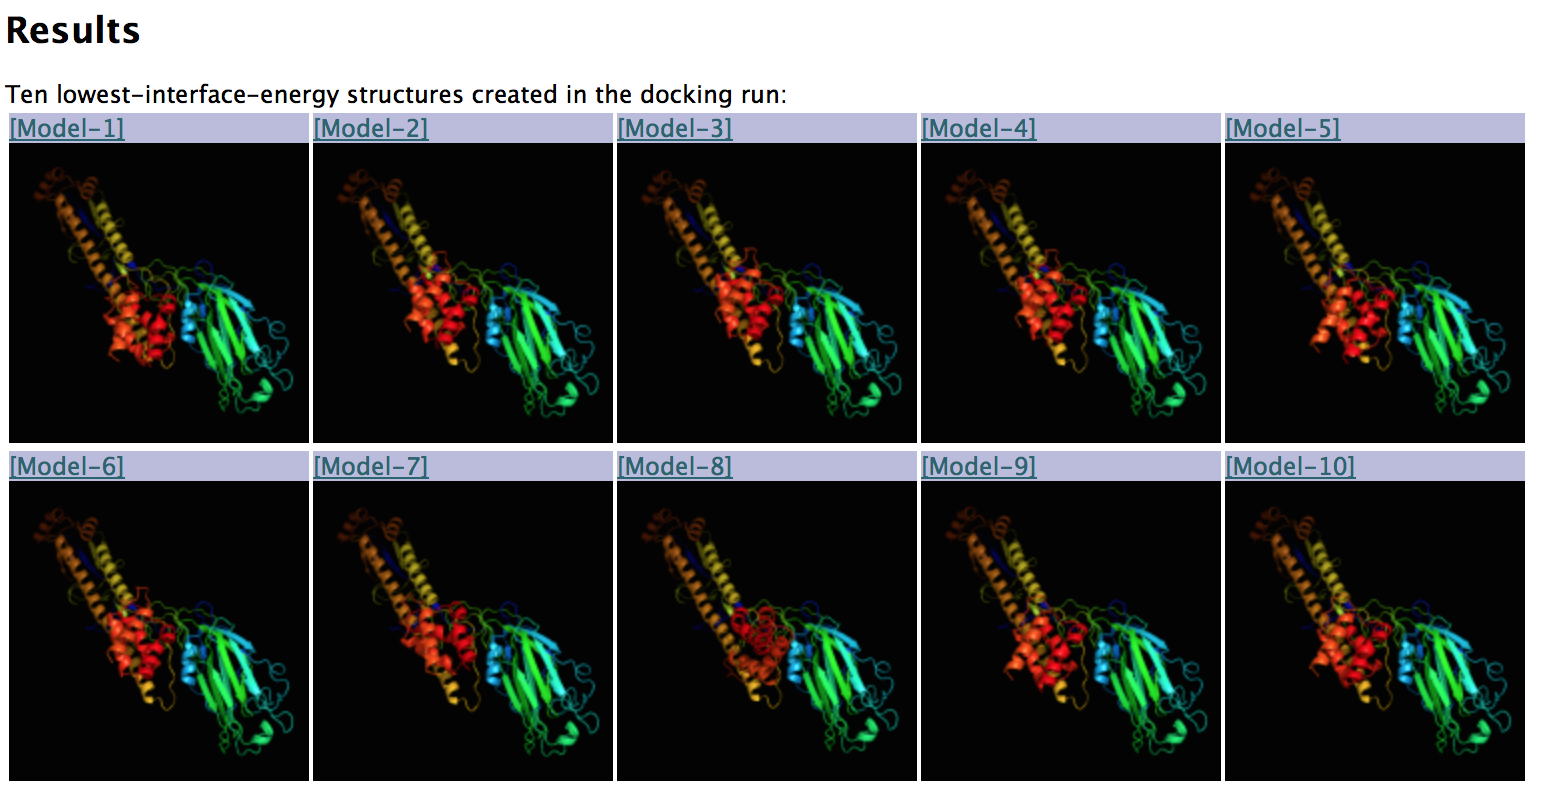 Results
Ten lowest-interface-energy structures created in the docking run:
[Model-1] [Model-2] [Model-3] [Model-4] [Model-5]
[Model-6] [Model-7] [Model-8] [Model-9] [Model-10]